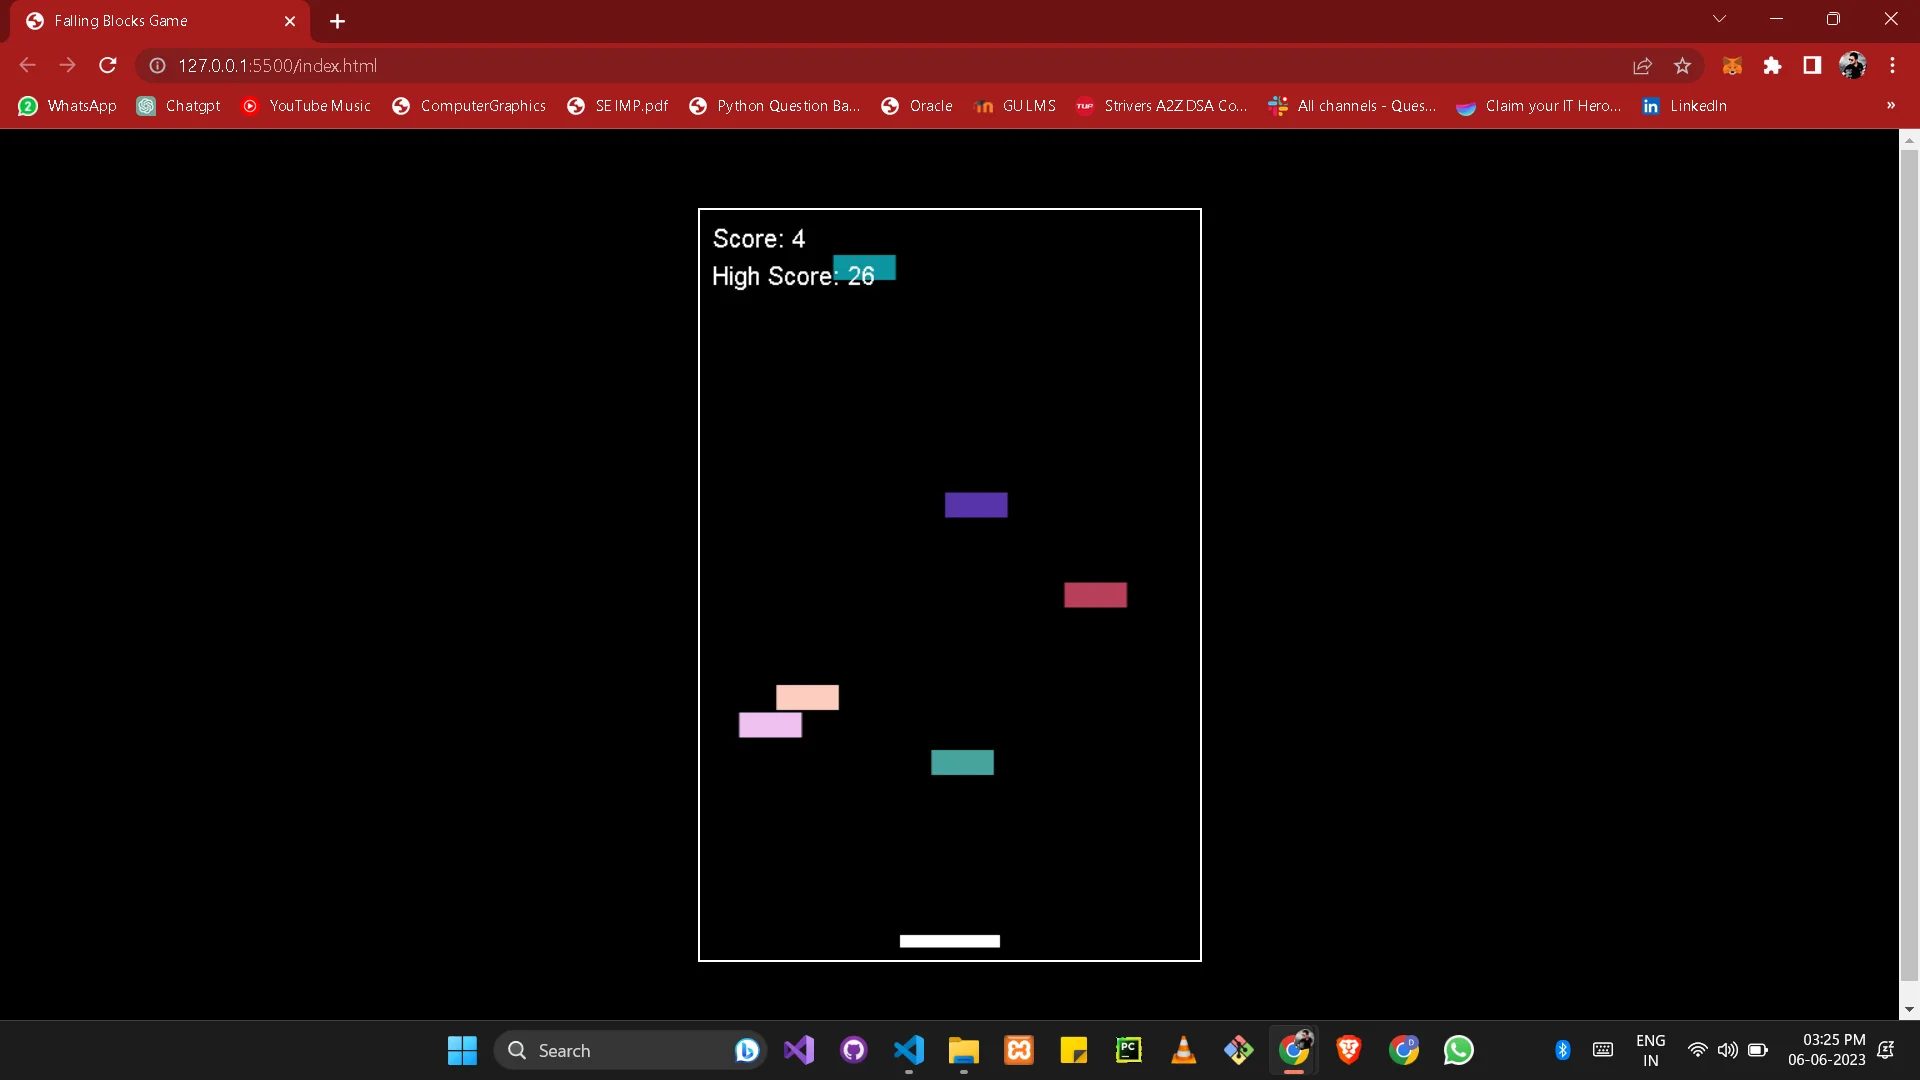 Falling Blocks Game
127.0.0.1:5500/index.html
WhatsApp Chatgpt YouTube Music ComputerGraphics SE IMP.pdf Python Question Ba... Oracle GU LMS TUF Strivers A2Z DSA Co... All channels - Ques... Claim your IT Hero... LinkedIn »
Score: 4
High Score: 26
Search
PC
D
ENG
IN
03:25 PM
06-06-2023